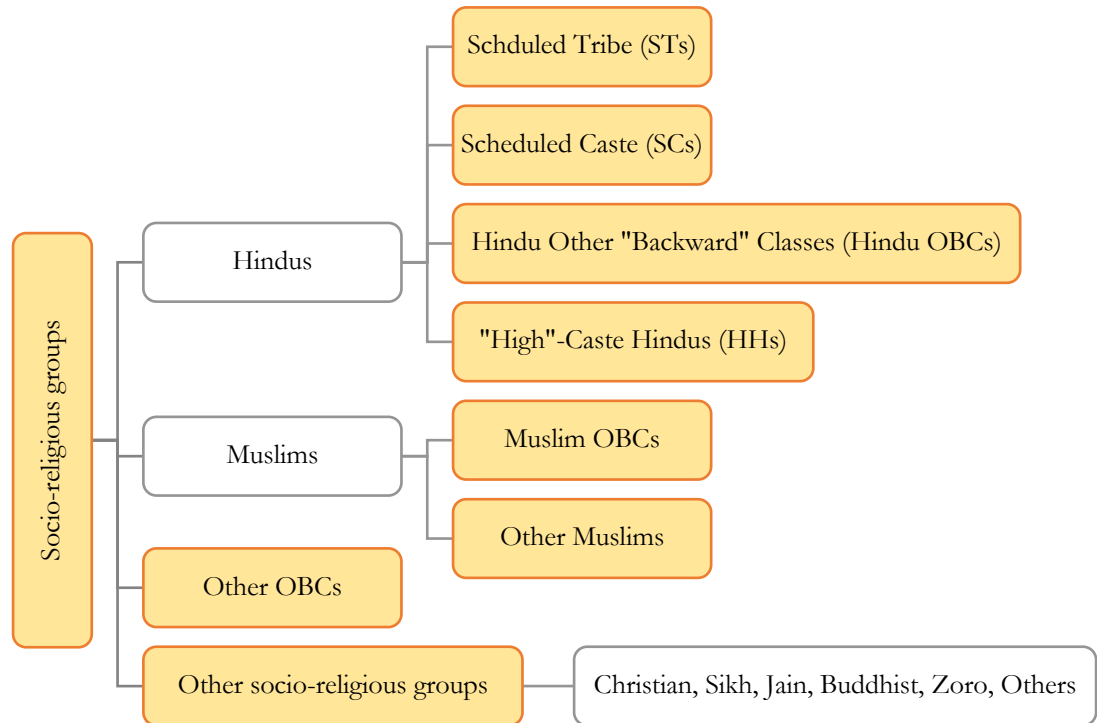 Socio-religious groups
Hindus
Schduled Tribe (STs)
Scheduled Caste (SCs)
Hindu Other "Backward" Classes (Hindu OBCs)
"High"-Caste Hindus (HHs)
Muslims
Muslim OBCs
Other Muslims
Other OBCs
Other socio-religious groups
Christian, Sikh, Jain, Buddhist, Zoro, Others